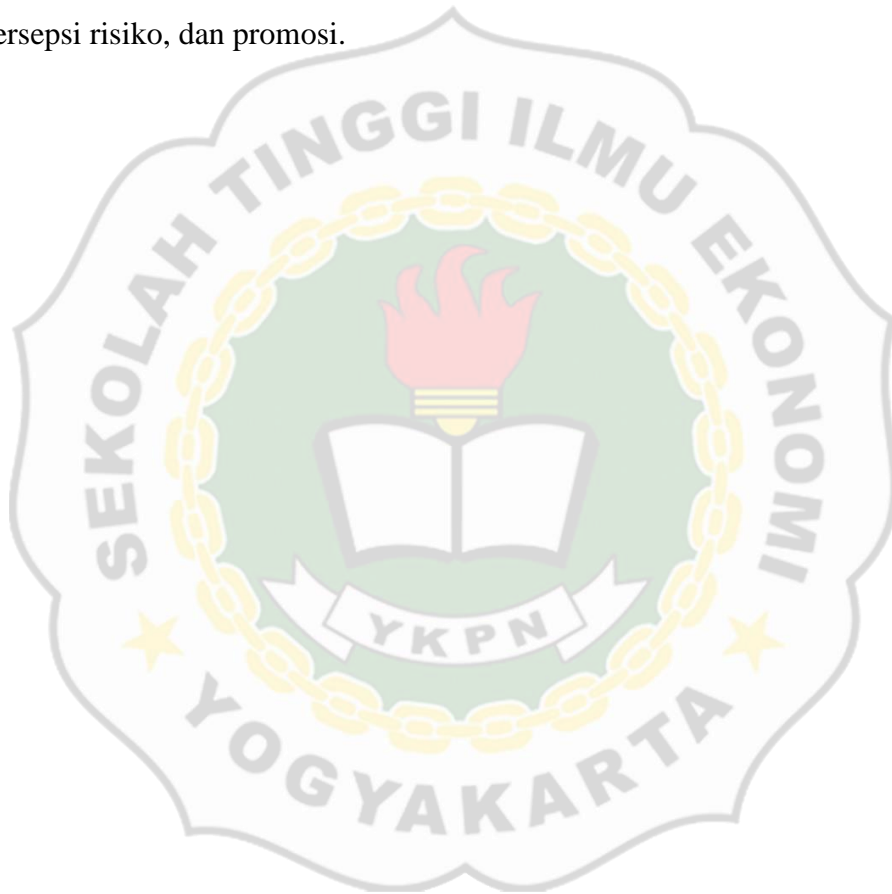 ersepsi risiko, dan promosi.
SEKOLAH TINGGI ILMU EKONOMI
YKPN
YOGYAKARTA